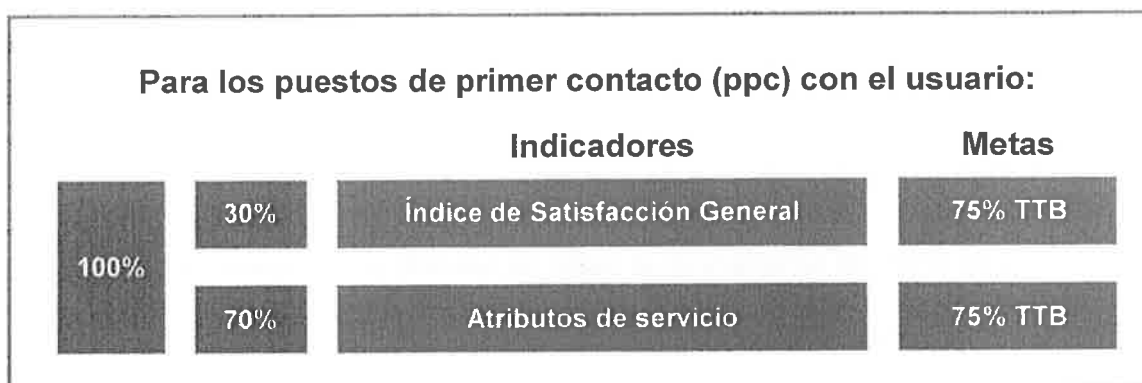 Para los puestos de primer contacto (ppc) con el usuario:
Indicadores Metas
30% Índice de Satisfacción General 75% TTB
100%
70% Atributos de servicio 75% TTB